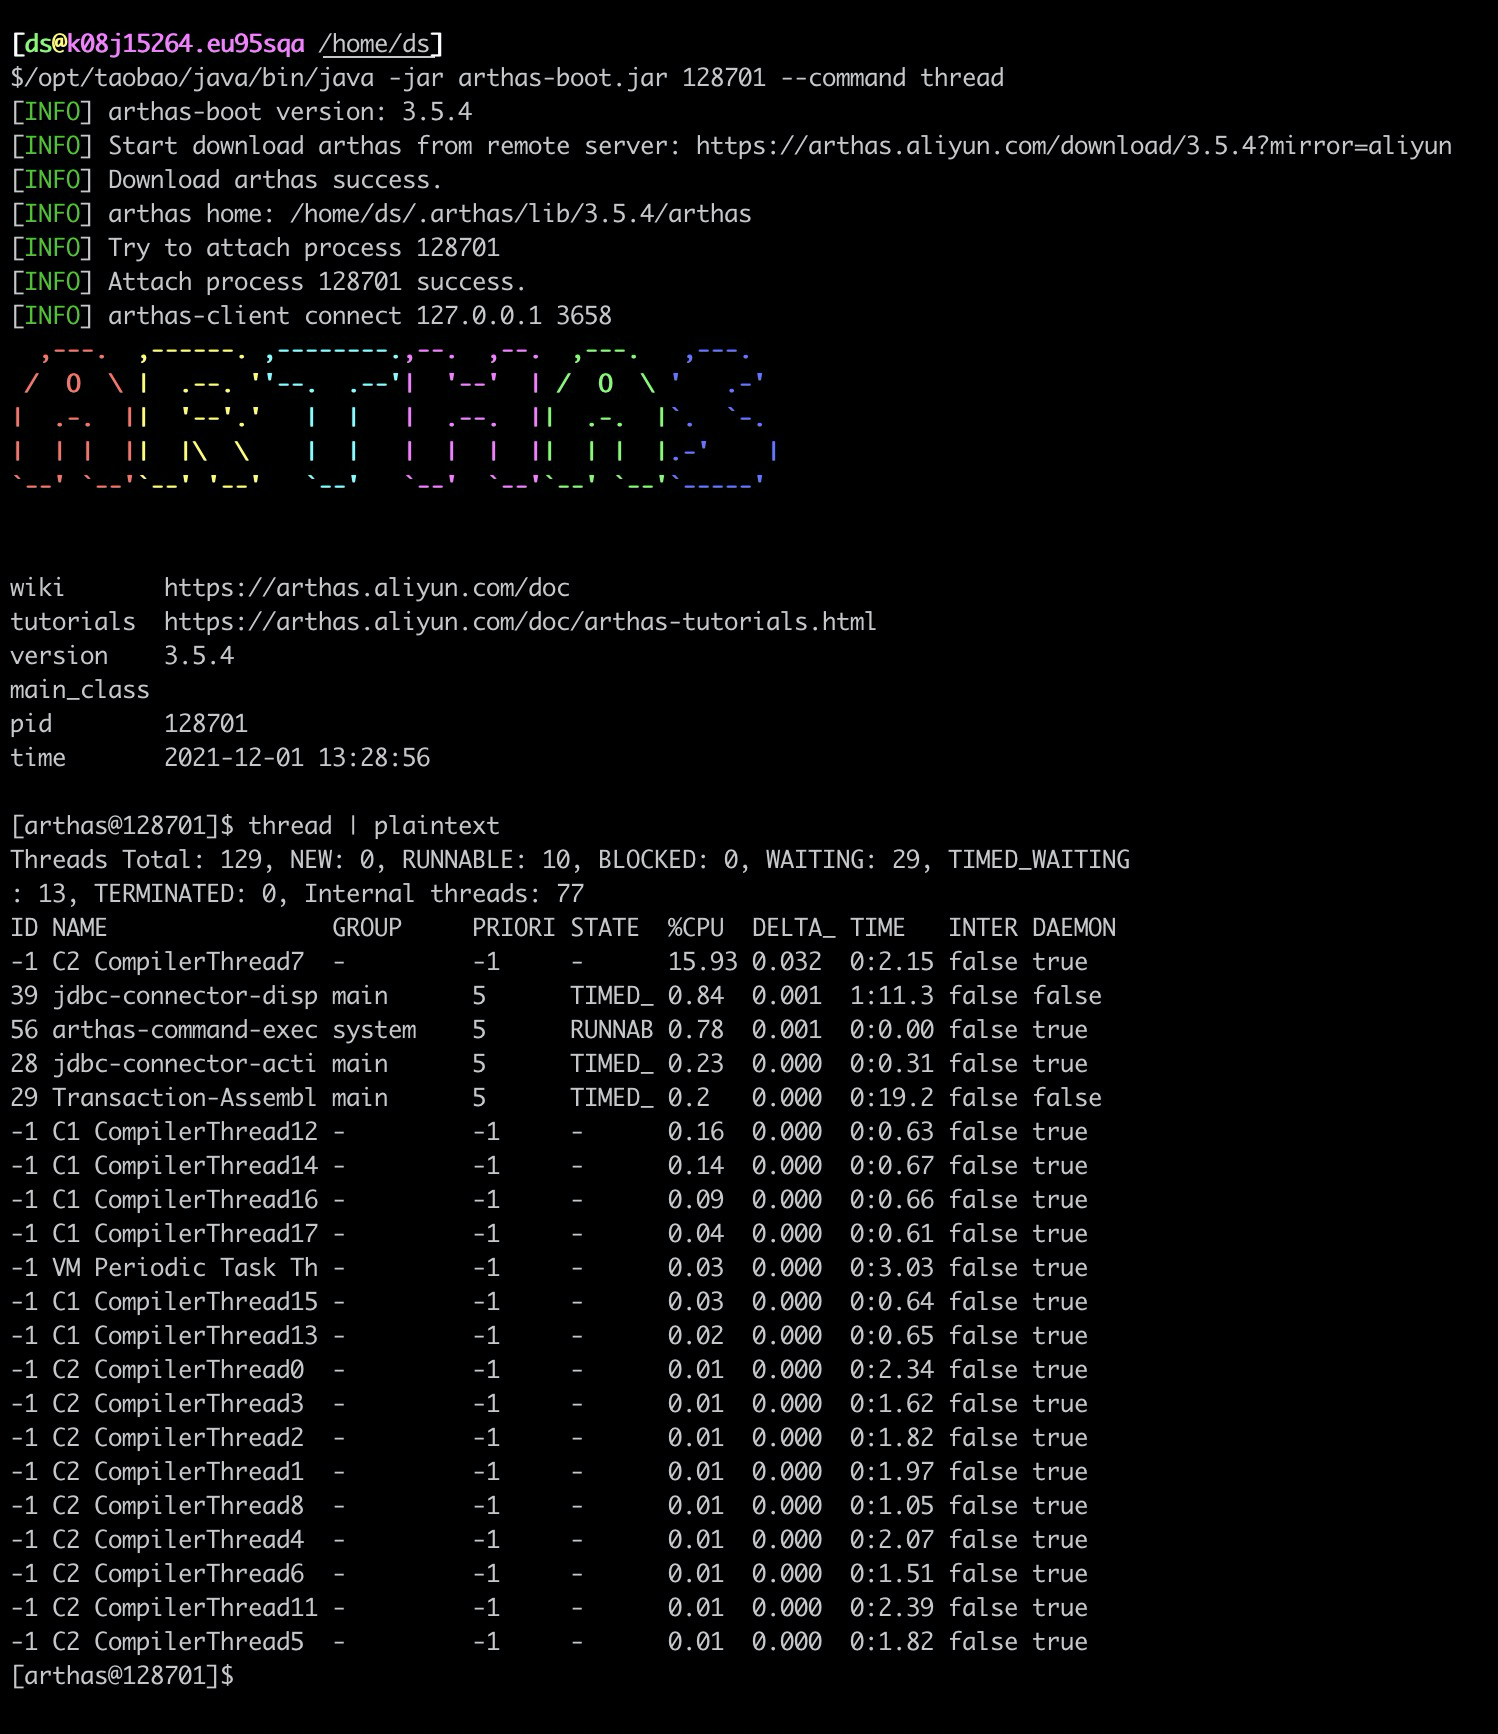 [ds@k08j15264.eu95sqa /home/ds]
$/opt/taobao/java/bin/java -jar arthas-boot.jar 128701 --command thread
[INFO] arthas-boot version: 3.5.4
[INFO] Start download arthas from remote server: https://arthas.aliyun.com/download/3.5.4?mirror=aliyun
[INFO] Download arthas success.
[INFO] arthas home: /home/ds/.arthas/lib/3.5.4/arthas
[INFO] Try to attach process 128701
[INFO] Attach process 128701 success.
[INFO] arthas-client connect 127.0.0.1 3658
  ,---.  ,------. ,--------.,--.  ,--.  ,---.   ,---.
 /  O  \ |  .--. ''--.  .--'|  '--'  | /  O  \ '   .-'
|  .-.  ||  '--'.'   |  |   |  .--.  ||  .-.  |`.  `-.
|  | |  ||  |\  \    |  |   |  |  |  ||  | |  |.-'    |
`--' `--'`--' '--'   `--'   `--'  `--'`--' `--'`-----'
wiki       https://arthas.aliyun.com/doc
tutorials  https://arthas.aliyun.com/doc/arthas-tutorials.html
version    3.5.4
main_class
pid        128701
time       2021-12-01 13:28:56
[arthas@128701]$ thread | plaintext
Threads Total: 129, NEW: 0, RUNNABLE: 10, BLOCKED: 0, WAITING: 29, TIMED_WAITING
: 13, TERMINATED: 0, Internal threads: 77
ID NAME                GROUP     PRIORI STATE  %CPU  DELTA_ TIME   INTER DAEMON
-1 C2 CompilerThread7  -         -1     -      15.93 0.032  0:2.15 false true
39 jdbc-connector-disp main      5      TIMED_ 0.84  0.001  1:11.3 false false
56 arthas-command-exec system    5      RUNNAB 0.78  0.001  0:0.00 false true
28 jdbc-connector-acti main      5      TIMED_ 0.23  0.000  0:0.31 false true
29 Transaction-Assembl main      5      TIMED_ 0.2   0.000  0:19.2 false false
-1 C1 CompilerThread12 -         -1     -      0.16  0.000  0:0.63 false true
-1 C1 CompilerThread14 -         -1     -      0.14  0.000  0:0.67 false true
-1 C1 CompilerThread16 -         -1     -      0.09  0.000  0:0.66 false true
-1 C1 CompilerThread17 -         -1     -      0.04  0.000  0:0.61 false true
-1 VM Periodic Task Th -         -1     -      0.03  0.000  0:3.03 false true
-1 C1 CompilerThread15 -         -1     -      0.03  0.000  0:0.64 false true
-1 C1 CompilerThread13 -         -1     -      0.02  0.000  0:0.65 false true
-1 C2 CompilerThread0  -         -1     -      0.01  0.000  0:2.34 false true
-1 C2 CompilerThread3  -         -1     -      0.01  0.000  0:1.62 false true
-1 C2 CompilerThread2  -         -1     -      0.01  0.000  0:1.82 false true
-1 C2 CompilerThread1  -         -1     -      0.01  0.000  0:1.97 false true
-1 C2 CompilerThread8  -         -1     -      0.01  0.000  0:1.05 false true
-1 C2 CompilerThread4  -         -1     -      0.01  0.000  0:2.07 false true
-1 C2 CompilerThread6  -         -1     -      0.01  0.000  0:1.51 false true
-1 C2 CompilerThread11 -         -1     -      0.01  0.000  0:2.39 false true
-1 C2 CompilerThread5  -         -1     -      0.01  0.000  0:1.82 false true
[arthas@128701]$